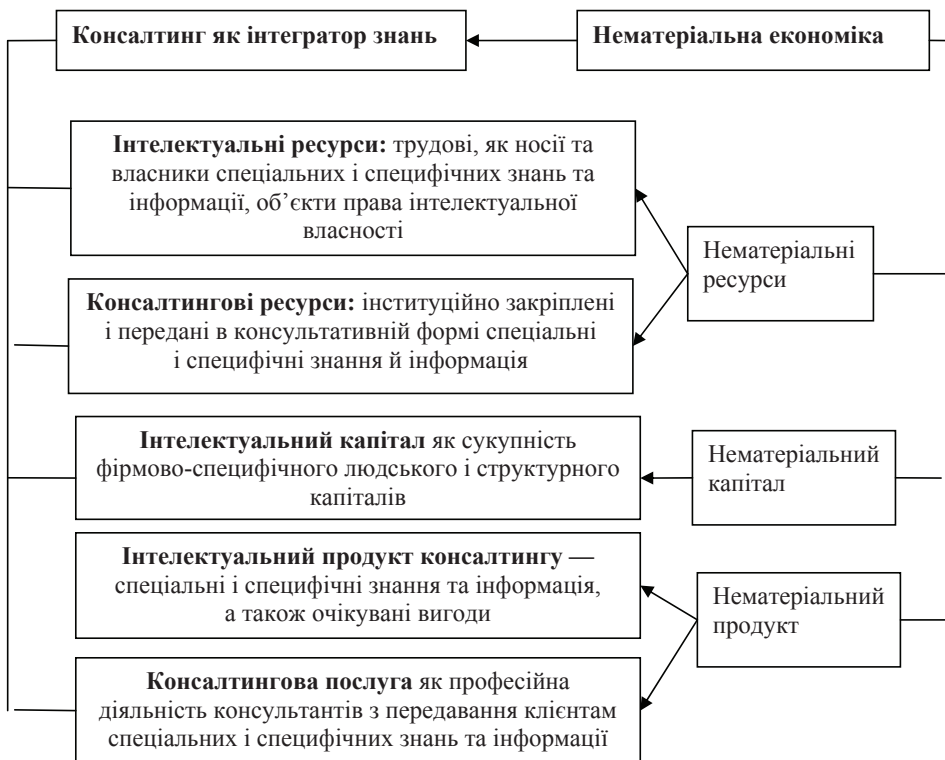 Консалтинг як інтегратор знань
Нематеріальна економіка
Інтелектуальні ресурси: трудові, як носії та
власники спеціальних і специфічних знань та
інформації, об’єкти права інтелектуальної
власності
Нематеріальні
ресурси
Консалтингові ресурси: інституційно закріплені
і передані в консультативній формі спеціальні
і специфічні знання й інформація
Інтелектуальний капітал як сукупність
фірмово-специфічного людського і структурного
капіталів
Нематеріальний
капітал
Інтелектуальний продукт консалтингу —
спеціальні і специфічні знання та інформація,
а також очікувані вигоди
Нематеріальний
продукт
Консалтингова послуга як професійна
діяльність консультантів з передавання клієнтам
спеціальних і специфічних знань та інформації